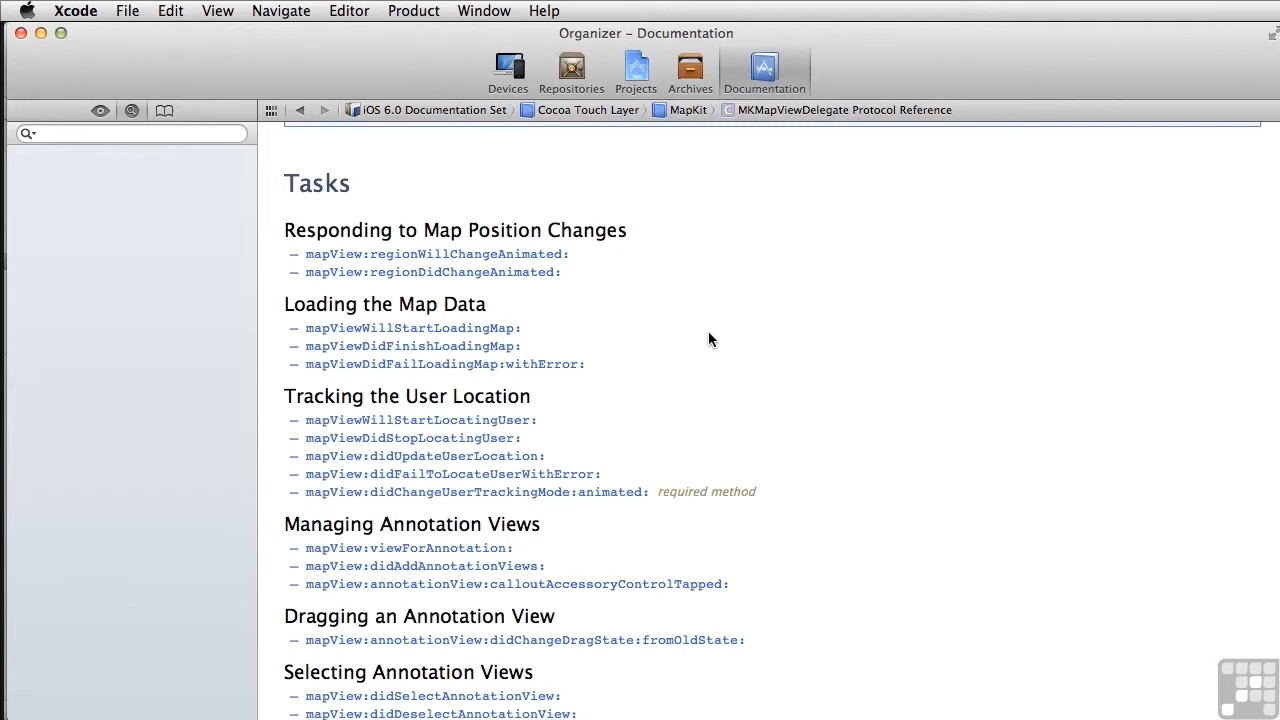 Xcode File Edit View Navigate Editor Product Window Help
Organizer – Documentation
Devices Repositories Projects Archives Documentation
iOS 6.0 Documentation Set Cocoa Touch Layer MapKit C MKMapViewDelegate Protocol Reference
Tasks
Responding to Map Position Changes
– mapView:regionWillChangeAnimated:
– mapView:regionDidChangeAnimated:
Loading the Map Data
– mapViewWillStartLoadingMap:
– mapViewDidFinishLoadingMap:
– mapViewDidFailLoadingMap:withError:
Tracking the User Location
– mapViewWillStartLocatingUser:
– mapViewDidStopLocatingUser:
– mapView:didUpdateUserLocation:
– mapView:didFailToLocateUserWithError:
– mapView:didChangeUserTrackingMode:animated: required method
Managing Annotation Views
– mapView:viewForAnnotation:
– mapView:didAddAnnotationViews:
– mapView:annotationView:calloutAccessoryControlTapped:
Dragging an Annotation View
– mapView:annotationView:didChangeDragState:fromOldState:
Selecting Annotation Views
– mapView:didSelectAnnotationView:
– mapView:didDeselectAnnotationView: